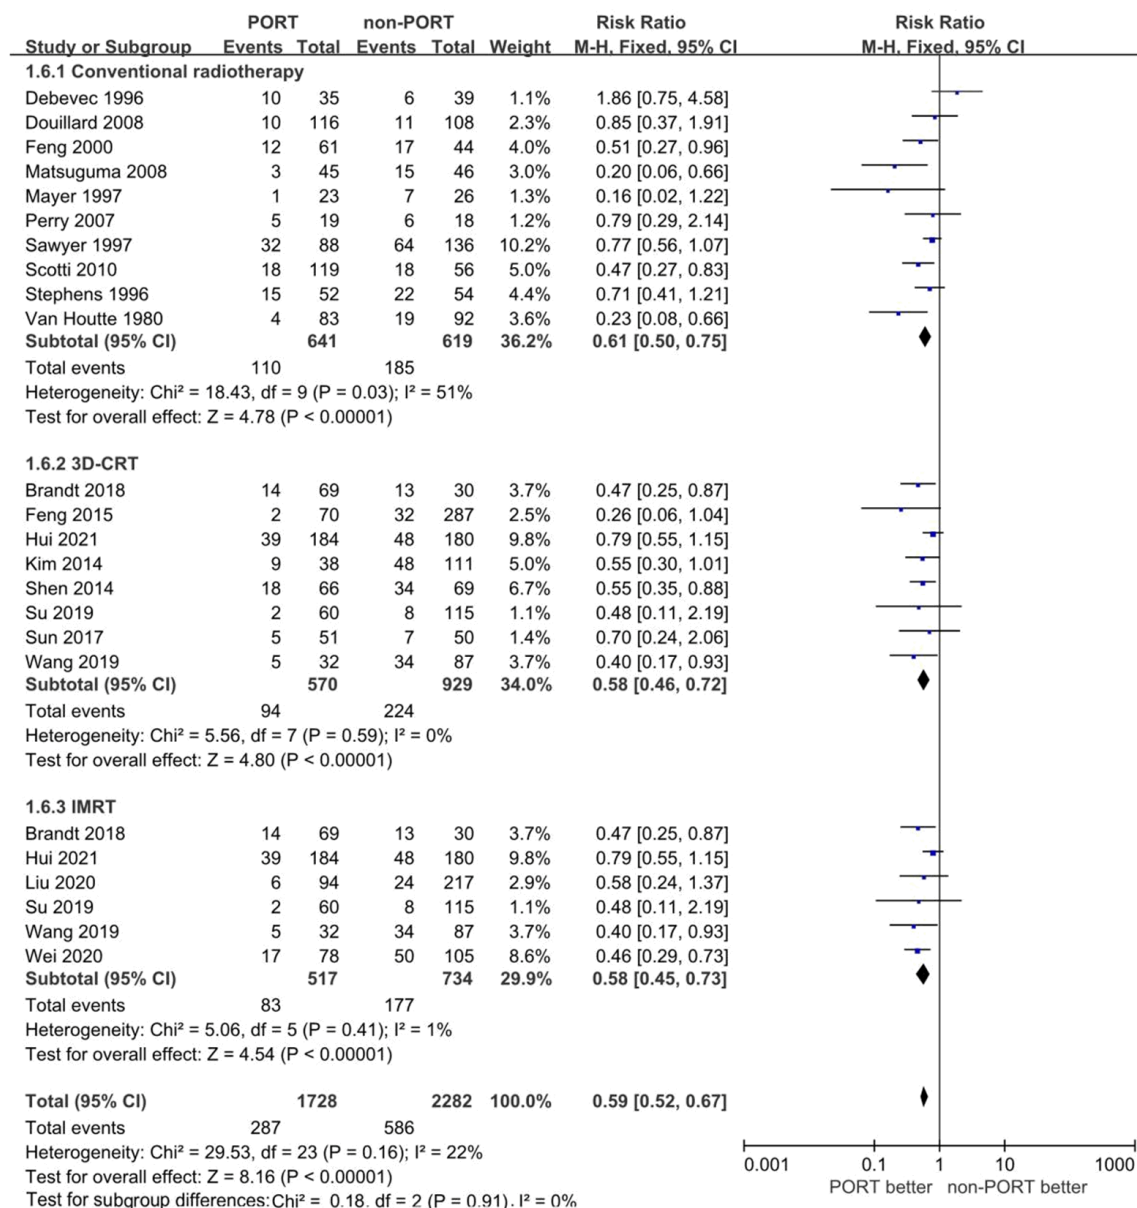 PORT non-PORT Risk Ratio Risk Ratio
Study or Subgroup Events Total Events Total Weight M-H, Fixed, 95% CI M-H, Fixed, 95% CI
1.6.1 Conventional radiotherapy
Debevec 1996 10 35 6 39 1.1% 1.86 [0.75, 4.58]
Douillard 2008 10 116 11 108 2.3% 0.85 [0.37, 1.91]
Feng 2000 12 61 17 44 4.0% 0.51 [0.27, 0.96]
Matsuguma 2008 3 45 15 46 3.0% 0.20 [0.06, 0.66]
Mayer 1997 1 23 7 26 1.3% 0.16 [0.02, 1.22]
Perry 2007 5 19 6 18 1.2% 0.79 [0.29, 2.14]
Sawyer 1997 32 88 64 136 10.2% 0.77 [0.56, 1.07]
Scotti 2010 18 119 18 56 5.0% 0.47 [0.27, 0.83]
Stephens 1996 15 52 22 54 4.4% 0.71 [0.41, 1.21]
Van Houtte 1980 4 83 19 92 3.6% 0.23 [0.08, 0.66]
Subtotal (95% CI) 641 619 36.2% 0.61 [0.50, 0.75]
Total events 110 185
Heterogeneity: Chi² = 18.43, df = 9 (P = 0.03); I² = 51%
Test for overall effect: Z = 4.78 (P < 0.00001)
1.6.2 3D-CRT
Brandt 2018 14 69 13 30 3.7% 0.47 [0.25, 0.87]
Feng 2015 2 70 32 287 2.5% 0.26 [0.06, 1.04]
Hui 2021 39 184 48 180 9.8% 0.79 [0.55, 1.15]
Kim 2014 9 38 48 111 5.0% 0.55 [0.30, 1.01]
Shen 2014 18 66 34 69 6.7% 0.55 [0.35, 0.88]
Su 2019 2 60 8 115 1.1% 0.48 [0.11, 2.19]
Sun 2017 5 51 7 50 1.4% 0.70 [0.24, 2.06]
Wang 2019 5 32 34 87 3.7% 0.40 [0.17, 0.93]
Subtotal (95% CI) 570 929 34.0% 0.58 [0.46, 0.72]
Total events 94 224
Heterogeneity: Chi² = 5.56, df = 7 (P = 0.59); I² = 0%
Test for overall effect: Z = 4.80 (P < 0.00001)
1.6.3 IMRT
Brandt 2018 14 69 13 30 3.7% 0.47 [0.25, 0.87]
Hui 2021 39 184 48 180 9.8% 0.79 [0.55, 1.15]
Liu 2020 6 94 24 217 2.9% 0.58 [0.24, 1.37]
Su 2019 2 60 8 115 1.1% 0.48 [0.11, 2.19]
Wang 2019 5 32 34 87 3.7% 0.40 [0.17, 0.93]
Wei 2020 17 78 50 105 8.6% 0.46 [0.29, 0.73]
Subtotal (95% CI) 517 734 29.9% 0.58 [0.45, 0.73]
Total events 83 177
Heterogeneity: Chi² = 5.06, df = 5 (P = 0.41); I² = 1%
Test for overall effect: Z = 4.54 (P < 0.00001)
Total (95% CI) 1728 2282 100.0% 0.59 [0.52, 0.67]
Total events 287 586
Heterogeneity: Chi² = 29.53, df = 23 (P = 0.16); I² = 22%
Test for overall effect: Z = 8.16 (P < 0.00001)
Test for subgroup differences: Chi² = 0.18, df = 2 (P = 0.91), I² = 0%
0.001 0.1 1 10 1000
PORT better non-PORT better